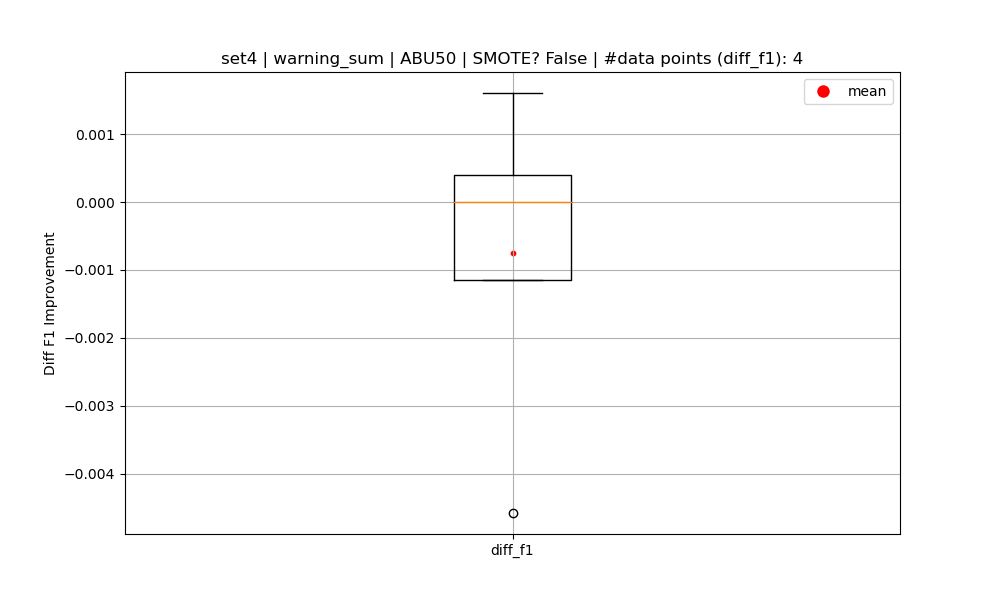 set4 | warning_sum | ABU50 | SMOTE? False | #data points (diff_f1): 4
mean
Diff F1 Improvement
0.001
0.000
−0.001
−0.002
−0.003
−0.004
diff_f1